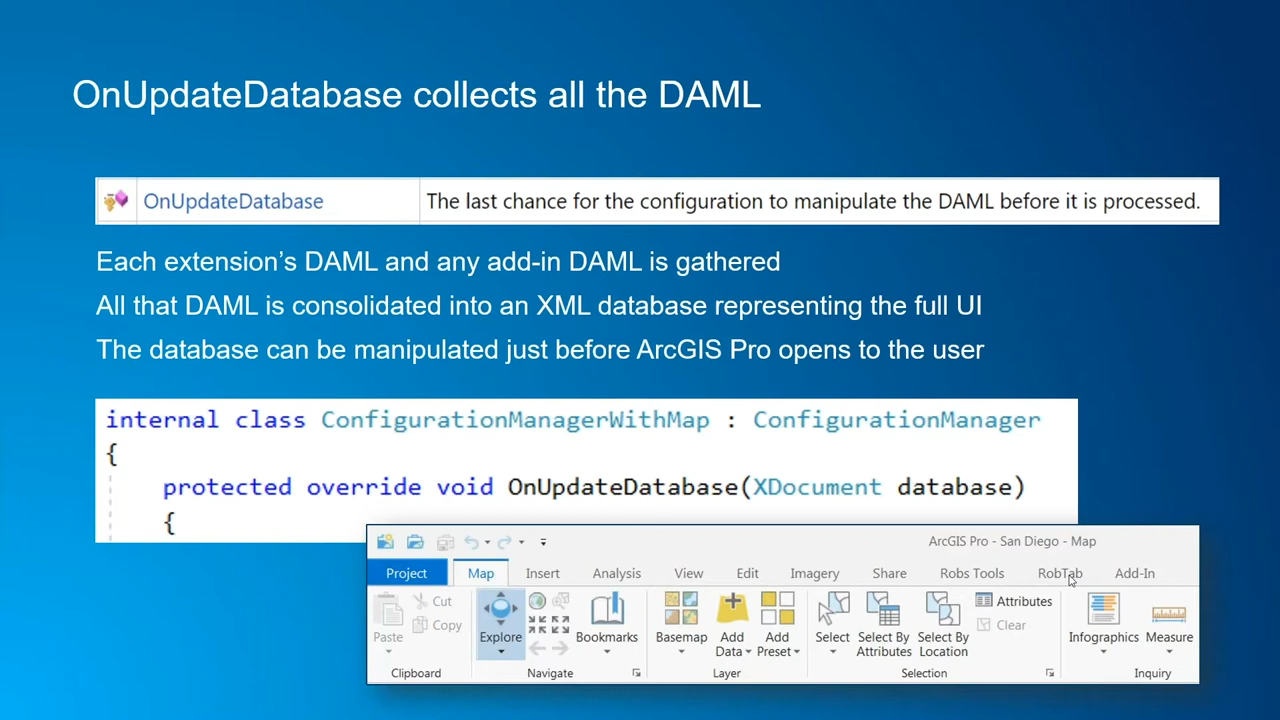 OnUpdateDatabase collects all the DAML
OnUpdateDatabase The last chance for the configuration to manipulate the DAML before it is processed.
Each extension’s DAML and any add-in DAML is gathered
All that DAML is consolidated into an XML database representing the full UI
The database can be manipulated just before ArcGIS Pro opens to the user
internal class ConfigurationManagerWithMap : ConfigurationManager
{
protected override void OnUpdateDatabase(XDocument database)
{
ArcGIS Pro - San Diego - Map
Project Map Insert Analysis View Edit Imagery Share Robs Tools RobTab Add-In
Paste Cut Copy
Explore Bookmarks
Basemap Add Data Add Preset
Select Select By Attributes Select By Location Attributes Clear
Infographics Measure
Clipboard Navigate Layer Selection Inquiry